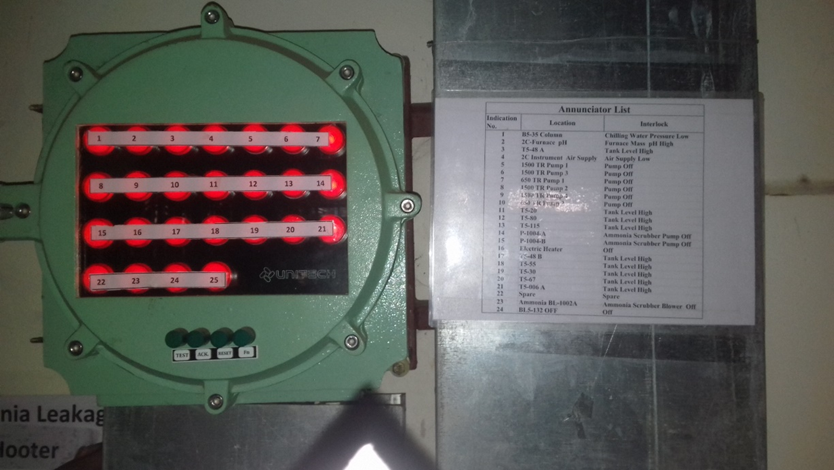 1 2 3 4 5 6 7
8 9 10 11 12 13 14
15 16 17 18 19 20 21
22 23 24 25
UNITECH
TEST ACK RESET Fn
nia Leakag
Hooter
Annunciator List
Indication No. Location Interlock
1 B5-35 Column Chilling Water Pressure Low
2 2C-Furnace pH Furnace Mass pH High
3 T5-48 A Tank Level High
4 2C Instrument Air Supply Air Supply Low
5 1500 TR Pump 1 Pump Off
6 1500 TR Pump 3 Pump Off
7 650 TR Pump 1 Pump Off
8 1500 TR Pump 2 Pump Off
9 Pump Off
10 Pump Off
11 T5-20 Tank Level High
12 T5-60 Tank Level High
13 T5-115 Tank Level High
14 P-1004-A Ammonia Scrubber Pump Off
15 P-1004-B Ammonia Scrubber Pump Off
16 Electric Heater Off
17 T5-48 B Tank Level High
18 T5-95 Tank Level High
19 T5-30 Tank Level High
20 T5-67 Tank Level High
21 T5-006 A Tank Level High
22 Spare Spare
23 Ammonia BL-1002A Ammonia Scrubber Blower Off
24 BL5-132 OFF Off